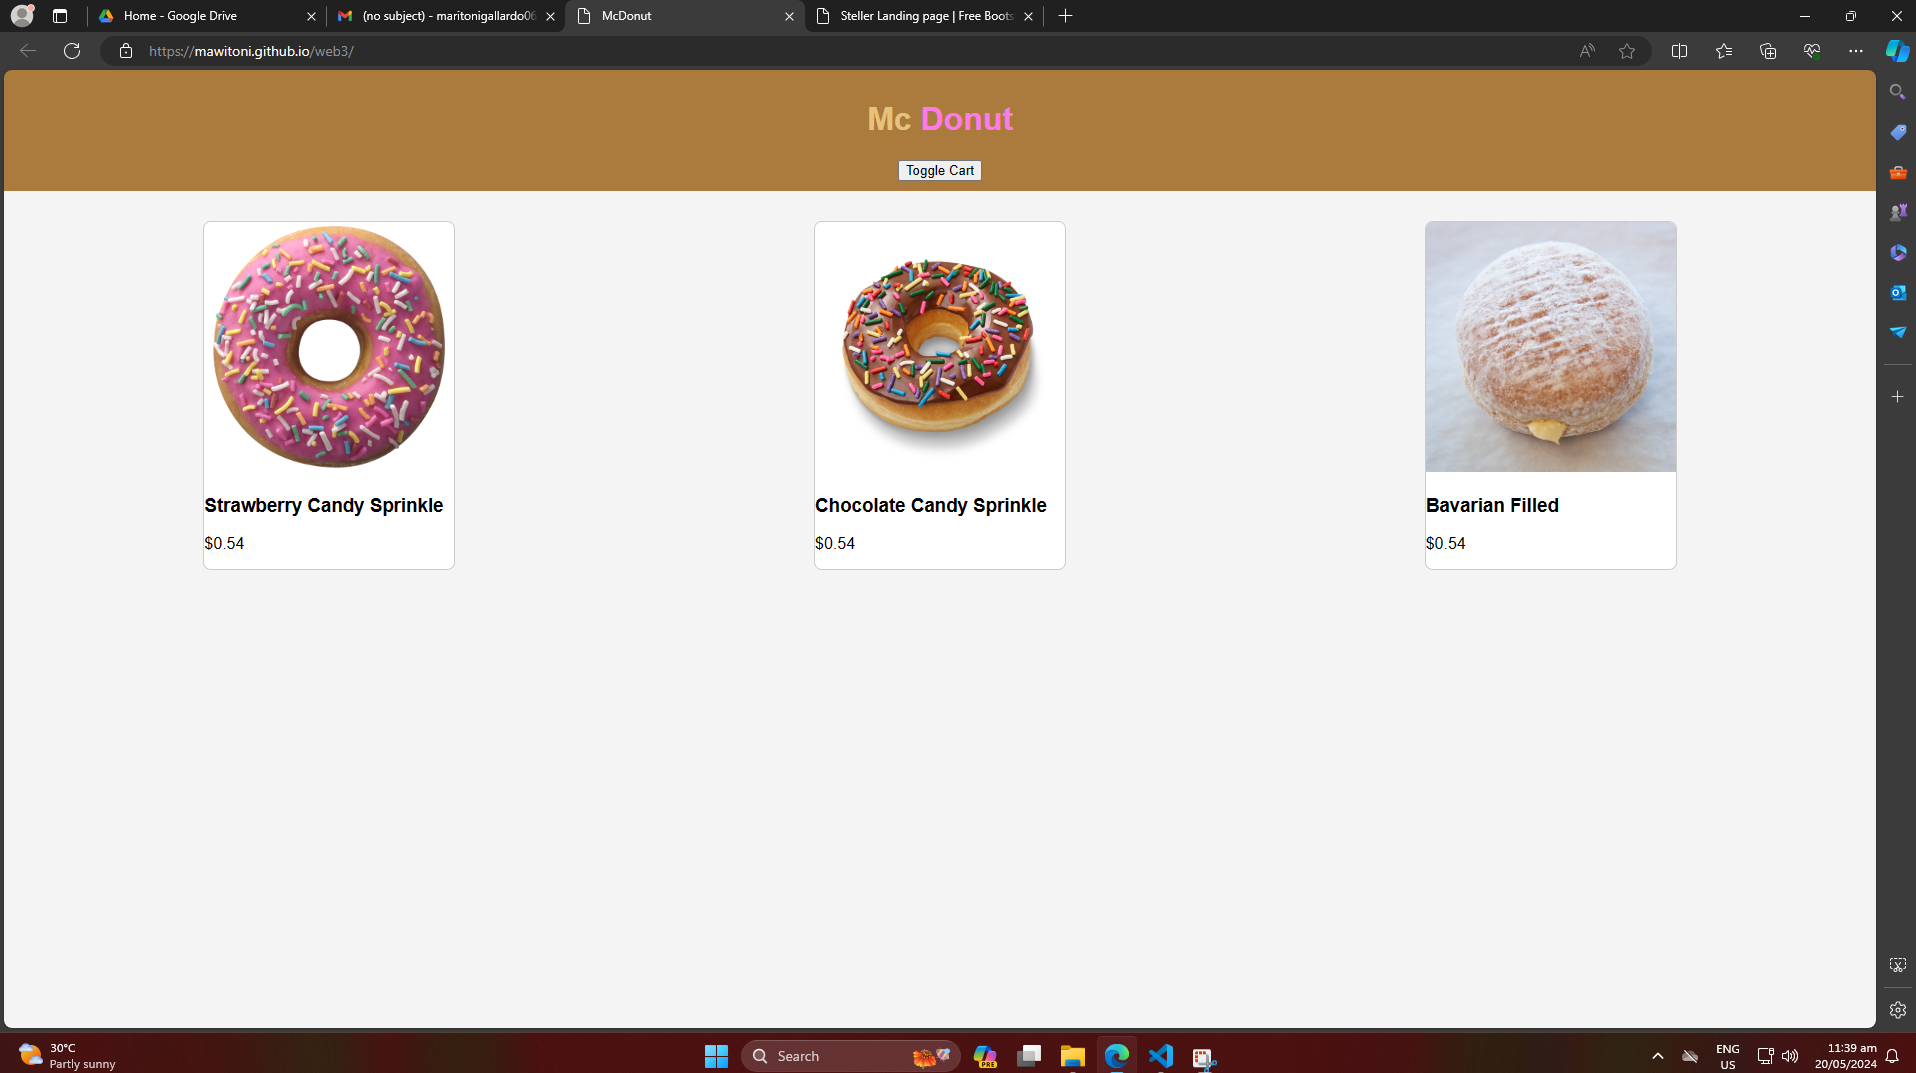 Home - Google Drive
(no subject) - maritonigallardo06
McDonut
Steller Landing page | Free Boots
https://mawitoni.github.io/web3/
Mc Donut
Toggle Cart
Strawberry Candy Sprinkle
$0.54
Chocolate Candy Sprinkle
$0.54
Bavarian Filled
$0.54
30°C
Partly sunny
Search
PRE
ENG
US
11:39 am
20/05/2024